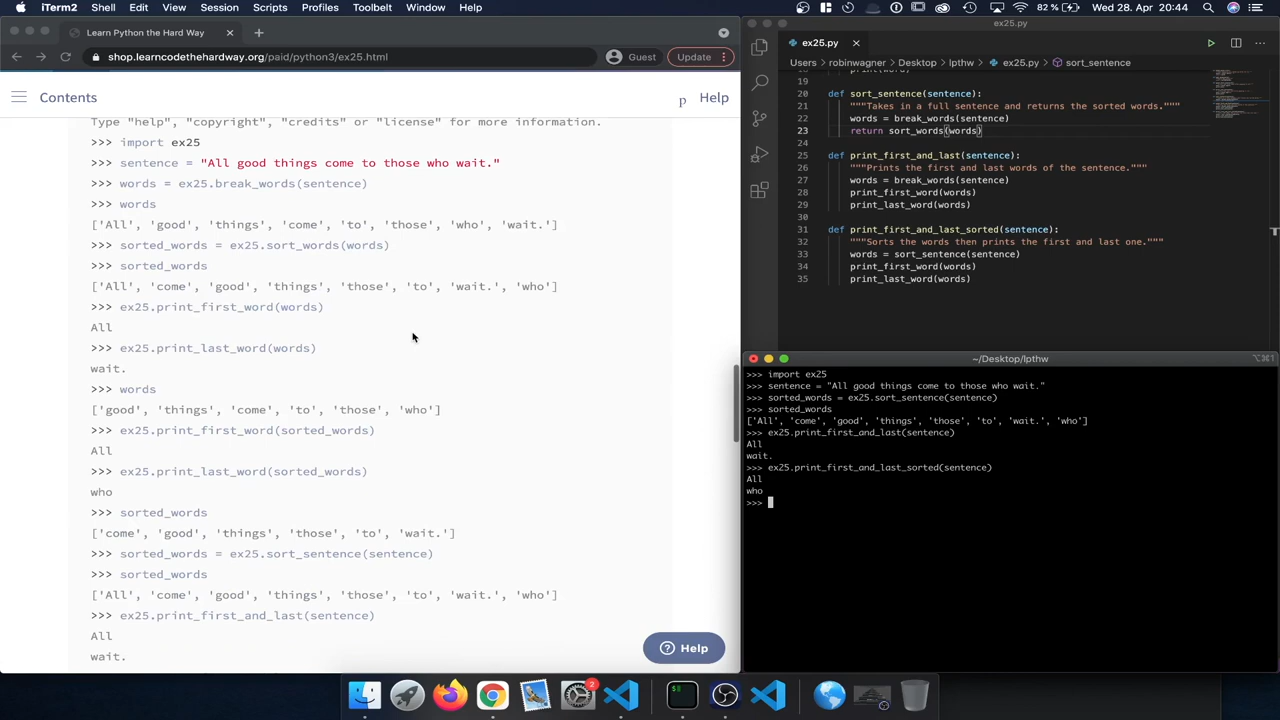 iTerm2 Shell Edit View Session Scripts Profiles Toolbelt Window Help 82 % Wed 28. Apr 20:44
Learn Python the Hard Way
shop.learncodethehardway.org/paid/python3/ex25.html Guest Update
Contents p Help
Type "help", "copyright", "credits" or "license" for more information.
>>> import ex25
>>> sentence = "All good things come to those who wait."
>>> words = ex25.break_words(sentence)
>>> words
['All', 'good', 'things', 'come', 'to', 'those', 'who', 'wait.']
>>> sorted_words = ex25.sort_words(words)
>>> sorted_words
['All', 'come', 'good', 'things', 'those', 'to', 'wait.', 'who']
>>> ex25.print_first_word(words)
All
>>> ex25.print_last_word(words)
wait.
>>> words
['good', 'things', 'come', 'to', 'those', 'who']
>>> ex25.print_first_word(sorted_words)
All
>>> ex25.print_last_word(sorted_words)
who
>>> sorted_words
['come', 'good', 'things', 'those', 'to', 'wait.']
>>> sorted_words = ex25.sort_sentence(sentence)
>>> sorted_words
['All', 'come', 'good', 'things', 'those', 'to', 'wait.', 'who']
>>> ex25.print_first_and_last(sentence)
All
wait.
Help
ex25.py
ex25.py
Users > robinwagner > Desktop > lpthw > ex25.py > sort_sentence
19
20 def sort_sentence(sentence):
21 """Takes in a full sentence and returns the sorted words."""
22 words = break_words(sentence)
23 return sort_words(words)
24
25 def print_first_and_last(sentence):
26 """Prints the first and last words of the sentence."""
27 words = break_words(sentence)
28 print_first_word(words)
29 print_last_word(words)
30
31 def print_first_and_last_sorted(sentence):
32 """Sorts the words then prints the first and last one."""
33 words = sort_sentence(sentence)
34 print_first_word(words)
35 print_last_word(words)
~/Desktop/lpthw ⌥⌘1
>>> import ex25
>>> sentence = "All good things come to those who wait."
>>> sorted_words = ex25.sort_sentence(sentence)
>>> sorted_words
['All', 'come', 'good', 'things', 'those', 'to', 'wait.', 'who']
>>> ex25.print_first_and_last(sentence)
All
wait.
>>> ex25.print_first_and_last_sorted(sentence)
All
who
>>>
2